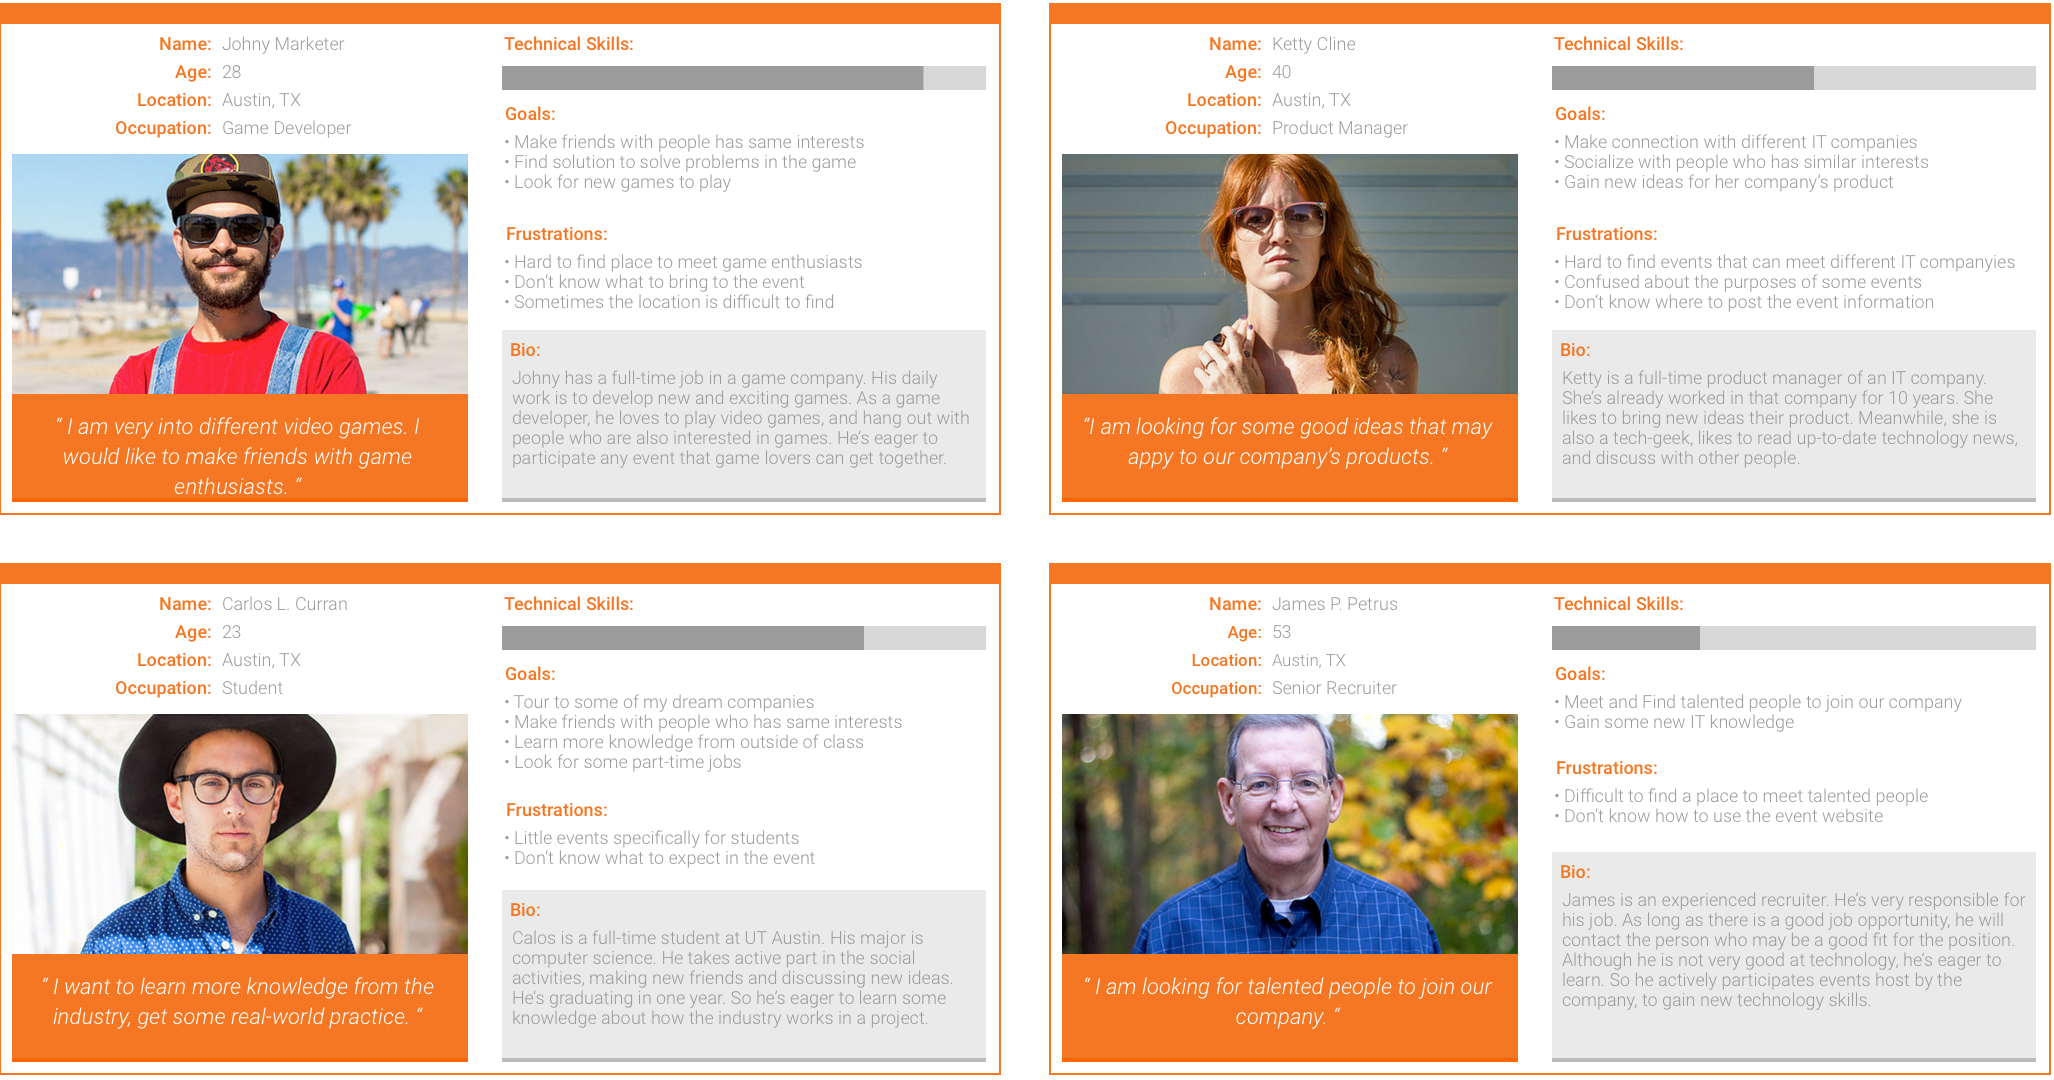 Name: Johny Marketer
Age: 28
Location: Austin, TX
Occupation: Game Developer
“ I am very into different video games. I
would like to make friends with game
enthusiasts. “
Technical Skills:
Goals:
• Make friends with people has same interests
• Find solution to solve problems in the game
• Look for new games to play
Frustrations:
• Hard to find place to meet game enthusiasts
• Don't know what to bring to the event
• Sometimes the location is difficult to find
Bio:
Johny has a full-time job in a game company. His daily
work is to develop new and exciting games. As a game
developer, he loves to play video games, and hang out with
people who are also interested in games. He's eager to
participate any event that game lovers can get together.
Name: Ketty Cline
Age: 40
Location: Austin, TX
Occupation: Product Manager
“I am looking for some good ideas that may
appy to our company's products. “
Technical Skills:
Goals:
• Make connection with different IT companies
• Socialize with people who has similar interests
• Gain new ideas for her company's product
Frustrations:
• Hard to find events that can meet different IT companyies
• Confused about the purposes of some events
• Don't know where to post the event information
Bio:
Ketty is a full-time product manager of an IT company.
She's already worked in that company for 10 years. She
likes to bring new ideas their product. Meanwhile, she is
also a tech-geek, likes to read up-to-date technology news,
and discuss with other people.
Name: Carlos L. Curran
Age: 23
Location: Austin, TX
Occupation: Student
“ I want to learn more knowledge from the
industry, get some real-world practice. “
Technical Skills:
Goals:
• Tour to some of my dream companies
• Make friends with people who has same interests
• Learn more knowledge from outside of class
• Look for some part-time jobs
Frustrations:
• Little events specifically for students
• Don't know what to expect in the event
Bio:
Calos is a full-time student at UT Austin. His major is
computer science. He takes active part in the social
activities, making new friends and discussing new ideas.
He's graduating in one year. So he's eager to learn some
knowledge about how the industry works in a project.
Name: James P. Petrus
Age: 53
Location: Austin, TX
Occupation: Senior Recruiter
“ I am looking for talented people to join our
company. “
Technical Skills:
Goals:
• Meet and Find talented people to join our company
• Gain some new IT knowledge
Frustrations:
• Difficult to find a place to meet talented people
• Don't know how to use the event website
Bio:
James is an experienced recruiter. He's very responsible for
his job. As long as there is a good job opportunity, he will
contact the person who may be a good fit for the position.
Although he is not very good at technology, he's eager to
learn. So he actively participates events host by the
company, to gain new technology skills.